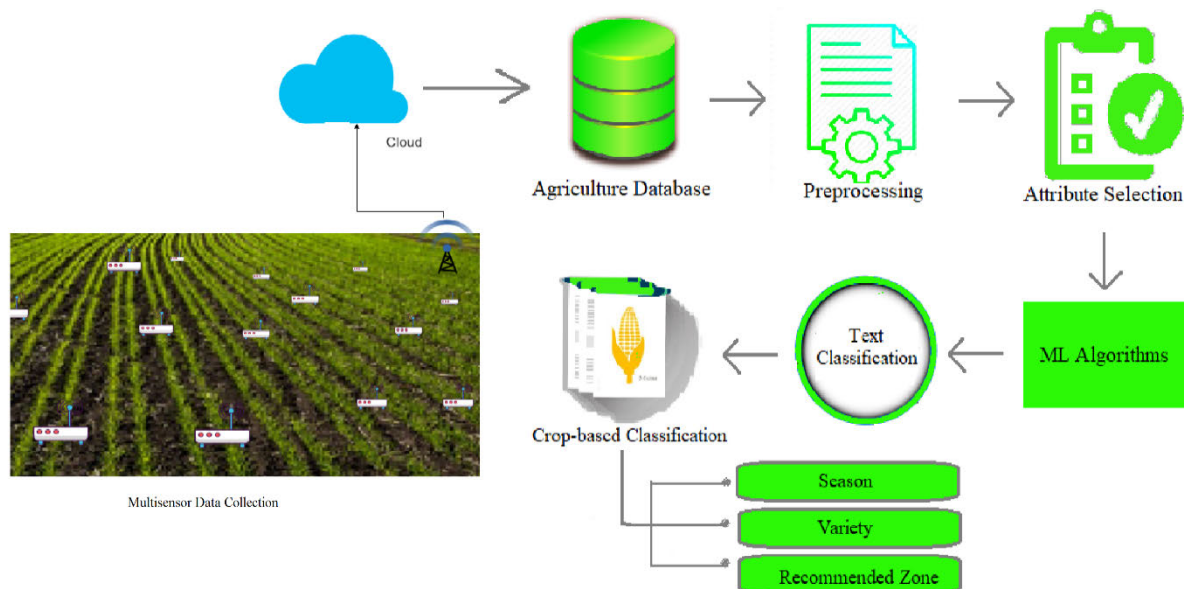 Cloud
Agriculture Database
Preprocessing
Attribute Selection
Text
Classification
ML Algorithms
Crop-based Classification
Multisensor Data Collection
Season
Variety
Recommended Zone